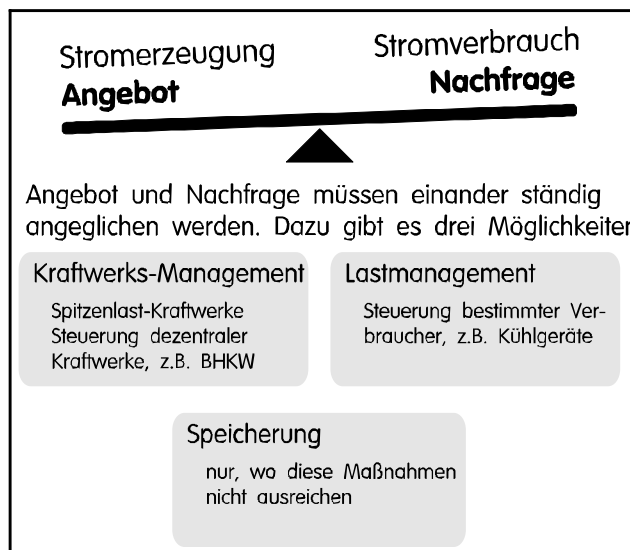 Stromerzeugung
Angebot
Stromverbrauch
Nachfrage
Angebot und Nachfrage müssen einander ständig
angeglichen werden. Dazu gibt es drei Möglichkeiten
Kraftwerks-Management
Spitzenlast-Kraftwerke
Steuerung dezentraler
Kraftwerke, z.B. BHKW
Lastmanagement
Steuerung bestimmter Ver-
braucher, z.B. Kühlgeräte
Speicherung
nur, wo diese Maßnahmen
nicht ausreichen